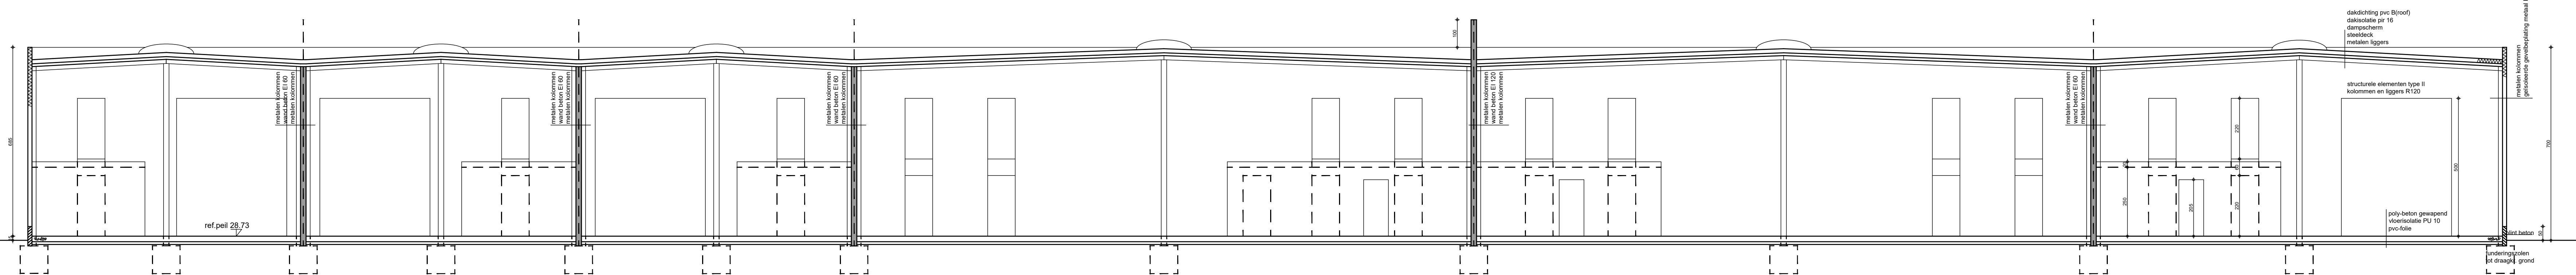 dakdichting pvc B(roof)
dakisolatie pir 16
dampscherm
steeldeck
metalen liggers
100
metalen kolommen
geïsoleerde gevelbeplating metaal
metalen kolommen
wand beton EI 60
metalen kolommen
metalen kolommen
wand beton EI 60
metalen kolommen
metalen kolommen
wand beton EI 60
metalen kolommen
metalen kolommen
wand beton EI 120
metalen kolommen
metalen kolommen
wand beton EI 60
metalen kolommen
structurele elementen type II
kolommen en liggers R120
685
700
500
220
250
205
220
ref.peil 28.73
poly-beton gewapend
vloerisolatie PU 10
pvc-folie
plint beton
50
funderingszolen
tot draagkr. grond